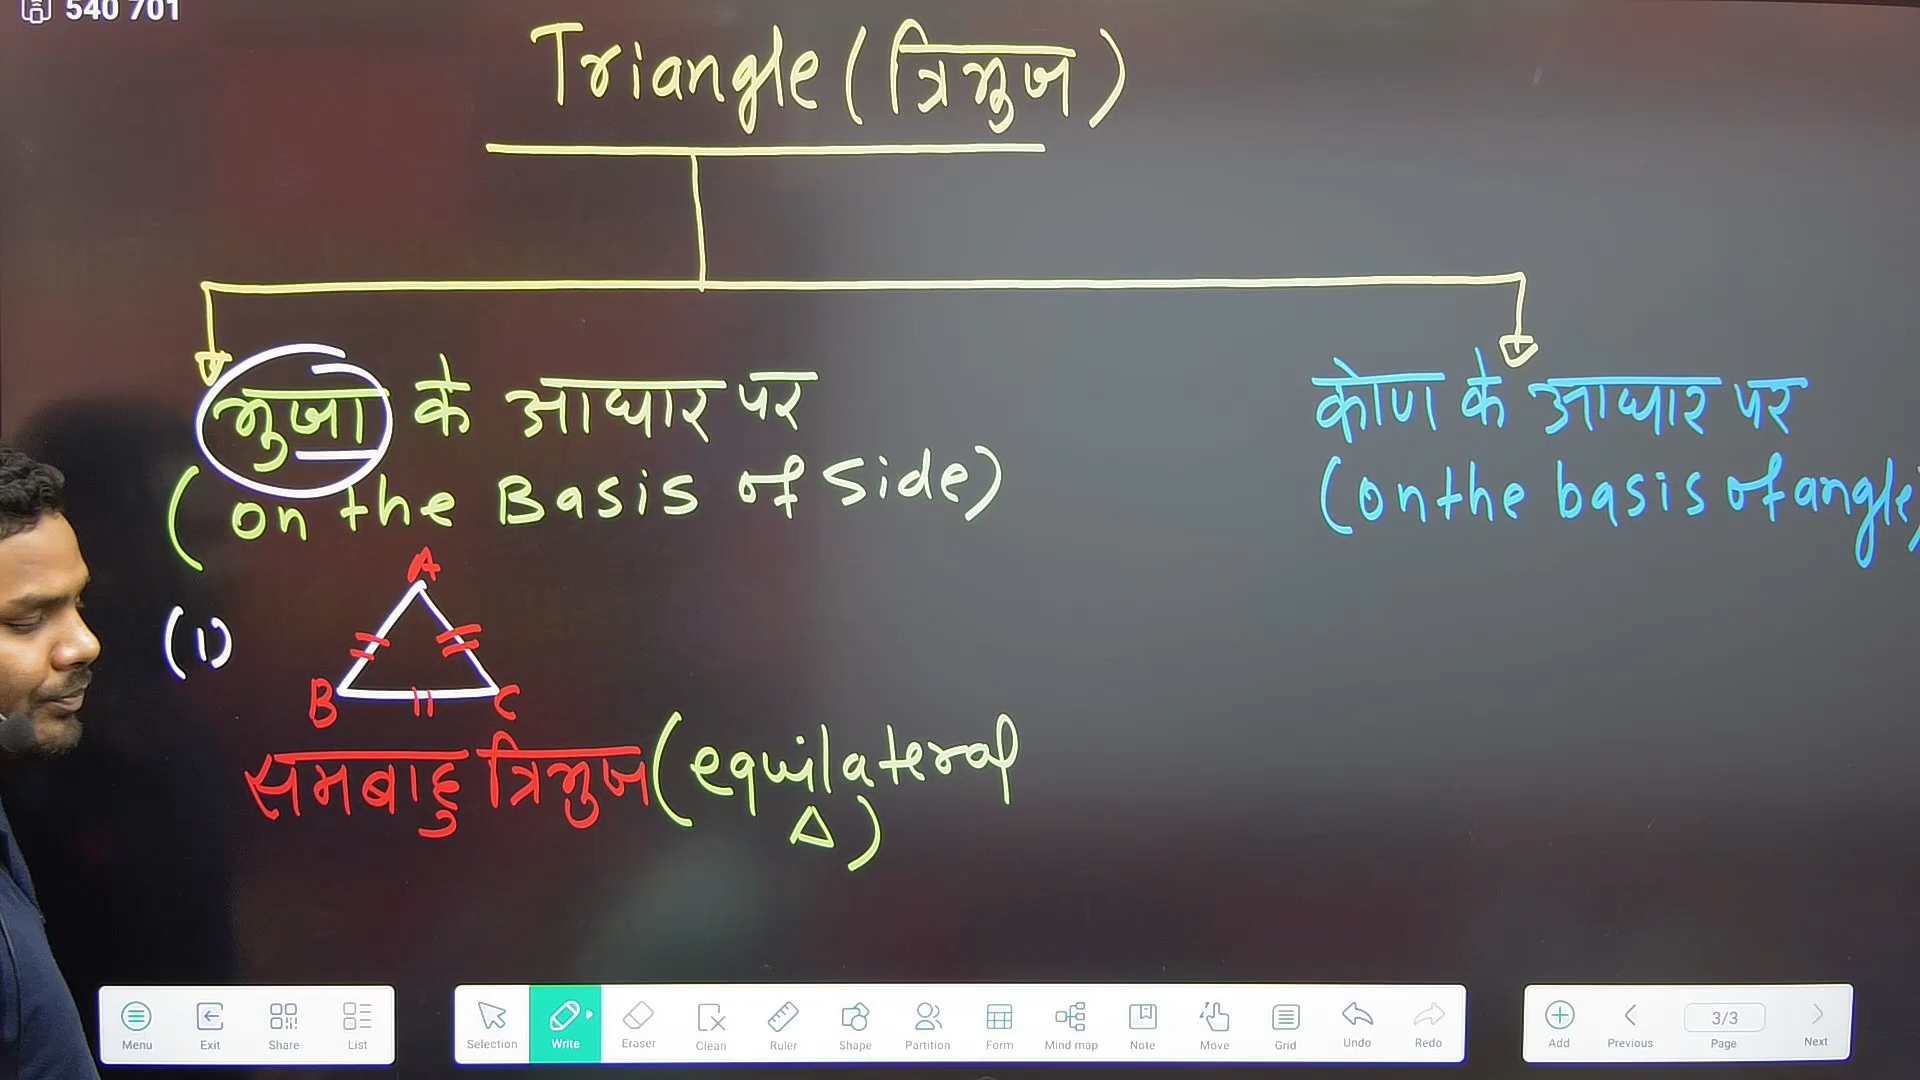 540 701
Triangle (त्रिभुज)
भुजा के आधार पर
(on the Basis of Side)
कोण के आधार पर
(on the basis of angle)
(1)
A
B C
समबाहु त्रिभुज (equilateral
Δ)
Menu Exit Share List
Selection Write Eraser Clean Ruler Shape Partition Form Mind map Note Move Grid Undo Redo
Add Previous 3/3 Page Next